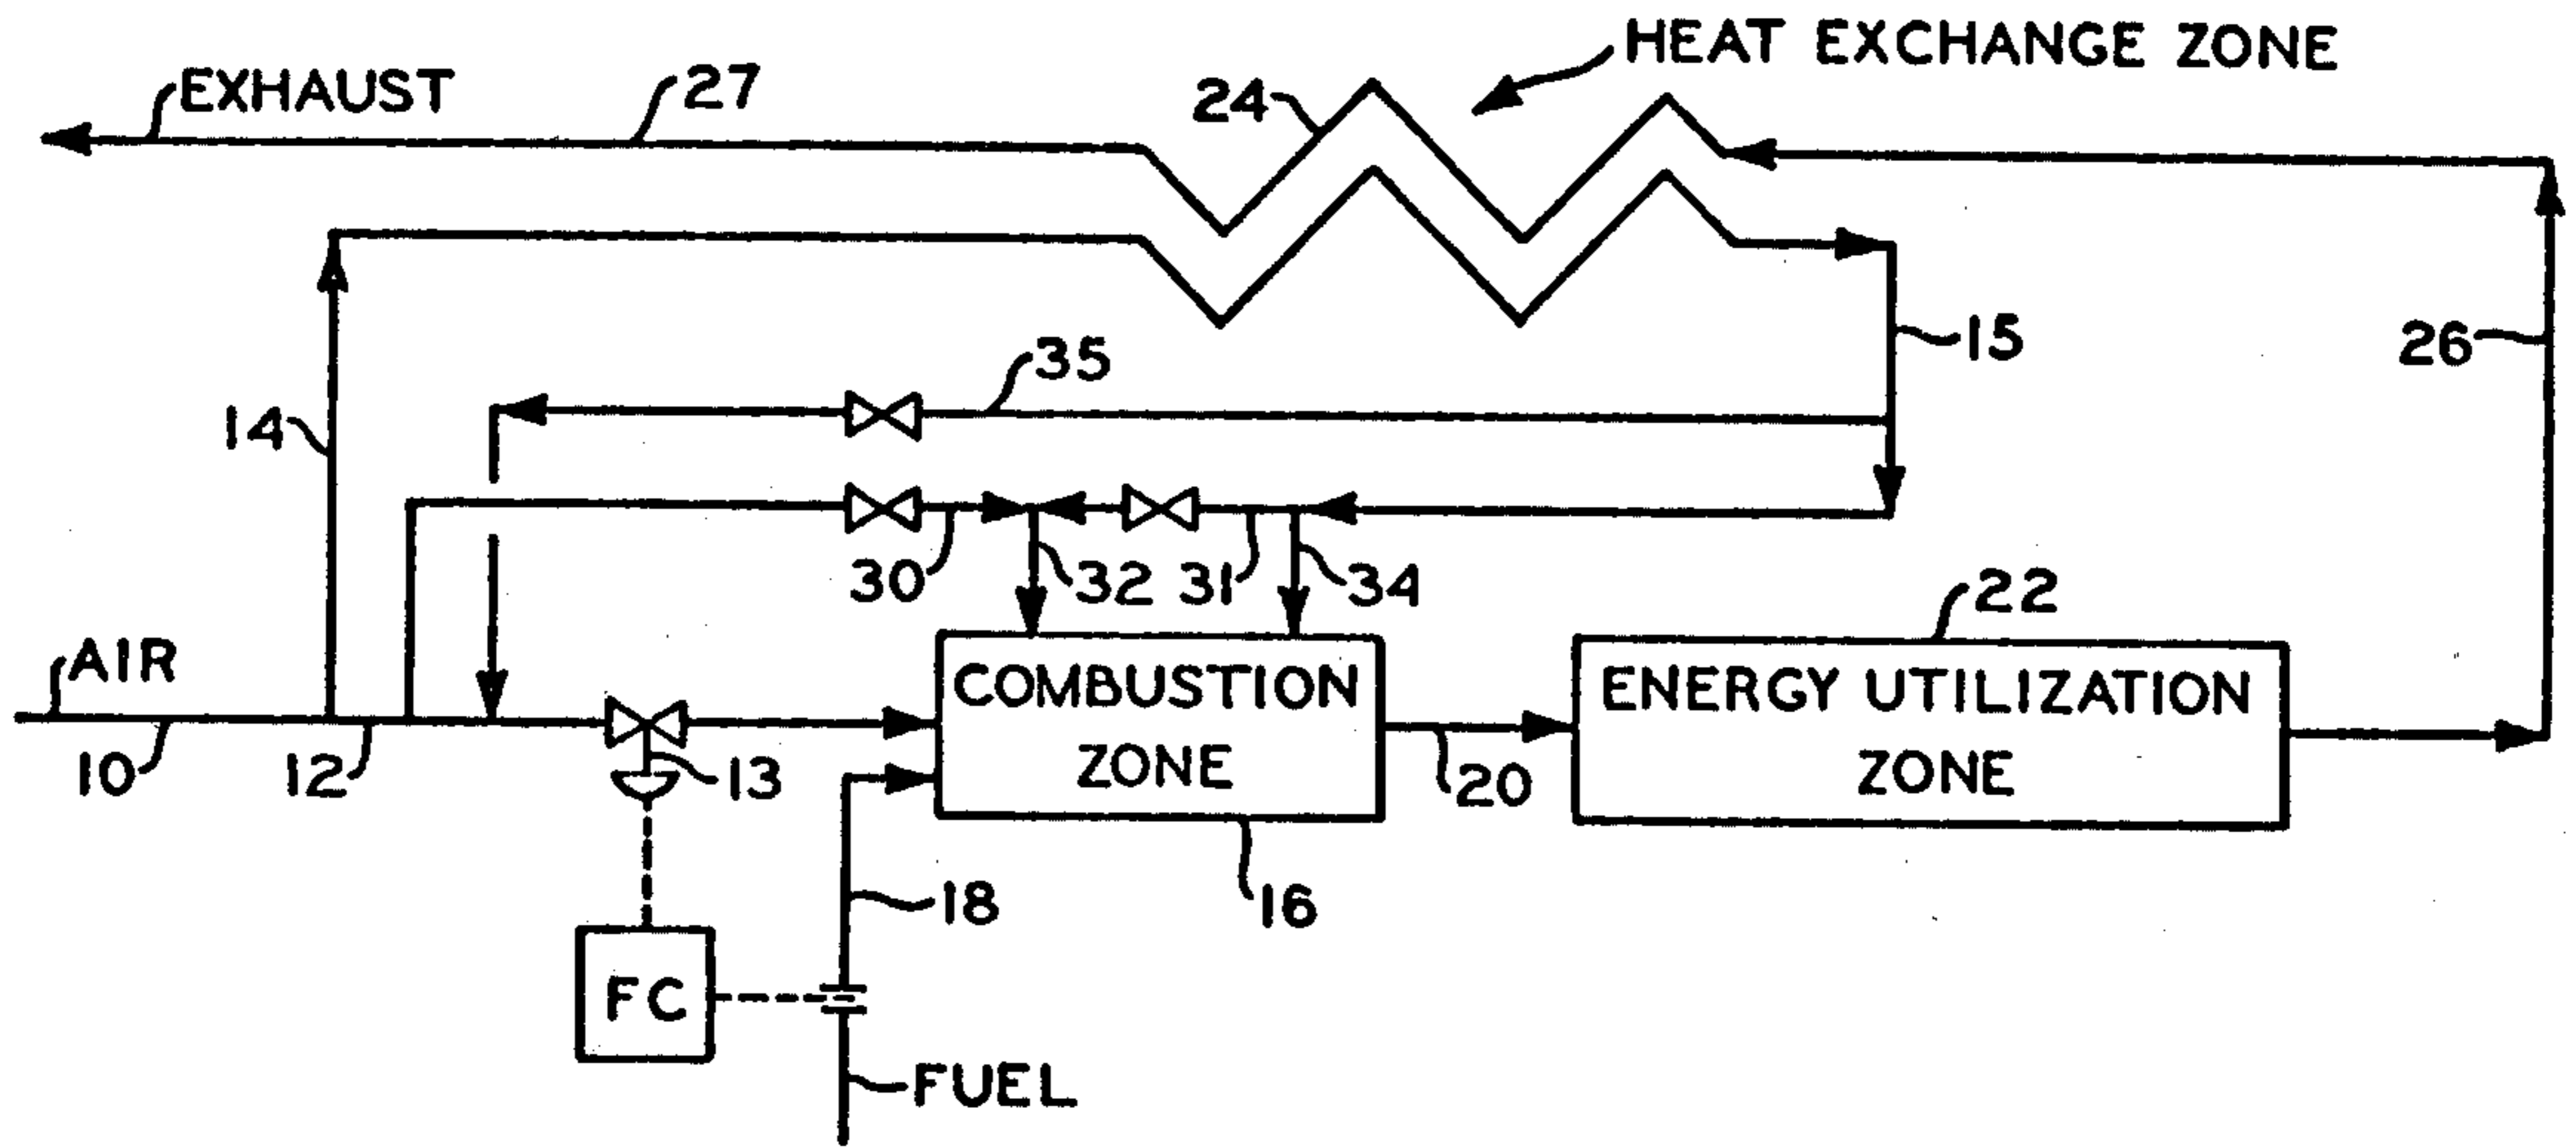 HEAT EXCHANGE ZONE
EXHAUST
27
24
35
15
26
14
30
32
31
34
22
AIR
COMBUSTION
ZONE
ENERGY UTILIZATION
ZONE
10
12
13
20
18
16
FC
FUEL